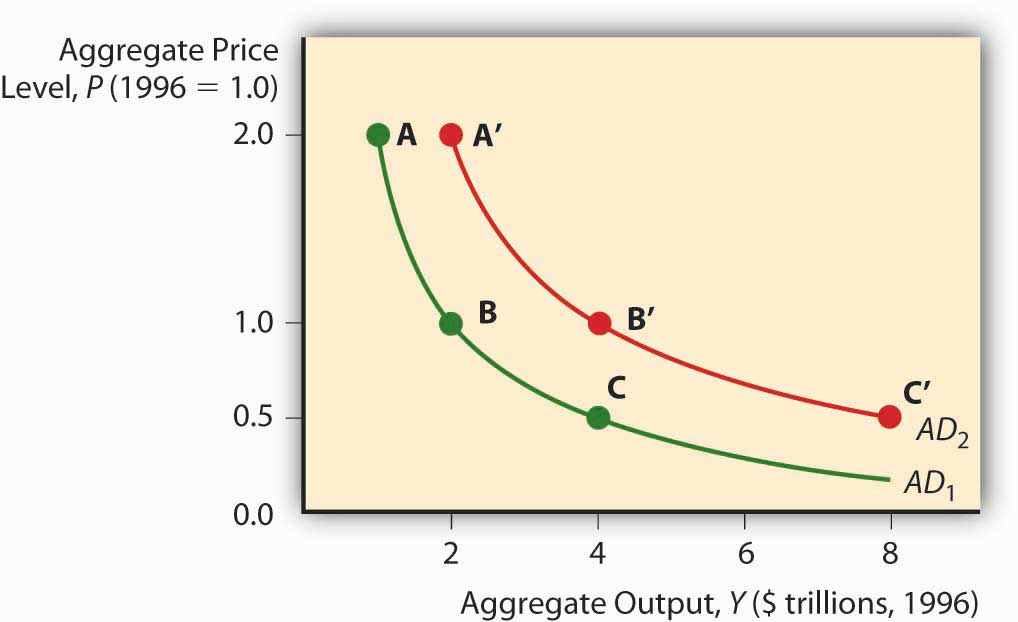 Aggregate Price
Level, P (1996 = 1.0)
2.0
A
A′
1.0
B
B′
C
C′
0.5
AD2
AD1
0.0
2
4
6
8
Aggregate Output, Y ($ trillions, 1996)